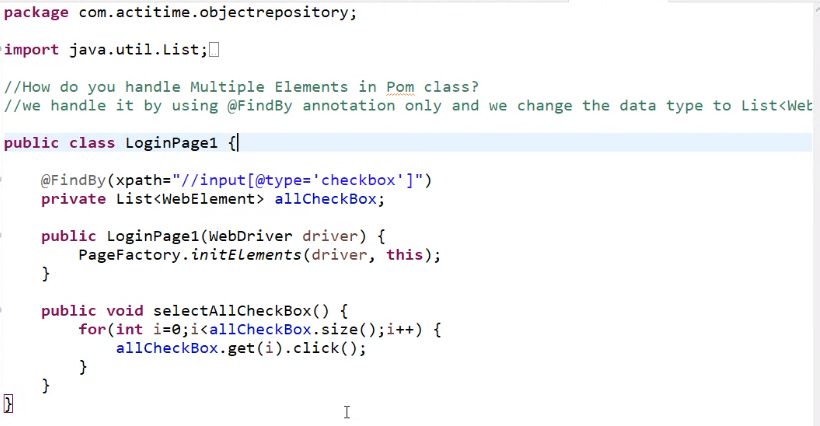 package com.actitime.objectrepository;
import java.util.List;
//How do you handle Multiple Elements in Pom class?
//we handle it by using @FindBy annotation only and we change the data type to List<Web
public class LoginPage1 {
@FindBy(xpath="//input[@type='checkbox']")
private List<WebElement> allCheckBox;
public LoginPage1(WebDriver driver) {
PageFactory.initElements(driver, this);
}
public void selectAllCheckBox() {
for(int i=0;i<allCheckBox.size();i++) {
allCheckBox.get(i).click();
}
}
}